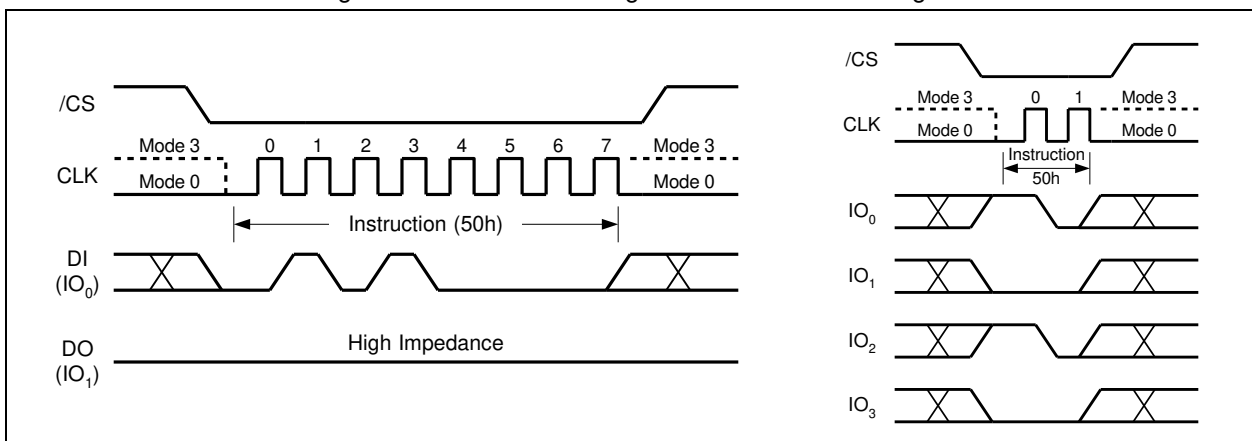 /CS
Mode 3 0 1 2 3 4 5 6 7 Mode 3
CLK
Mode 0 Mode 0
Instruction (50h)
DI
(IO0)
High Impedance
DO
(IO1)
/CS
Mode 3 0 1 Mode 3
CLK
Mode 0 Mode 0
Instruction
50h
IO0
IO1
IO2
IO3